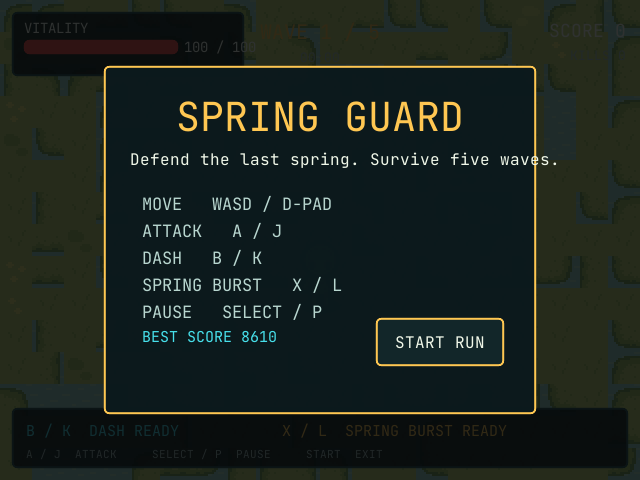 VITALITY
100 / 100
SCORE 0
SPRING GUARD
Defend the last spring. Survive five waves.
MOVE WASD / D-PAD
ATTACK A / J
DASH B / K
SPRING BURST X / L
PAUSE SELECT / P
BEST SCORE 8610
START RUN
B / K DASH READY X / L SPRING BURST READY
A / J ATTACK SELECT / P PAUSE START EXIT